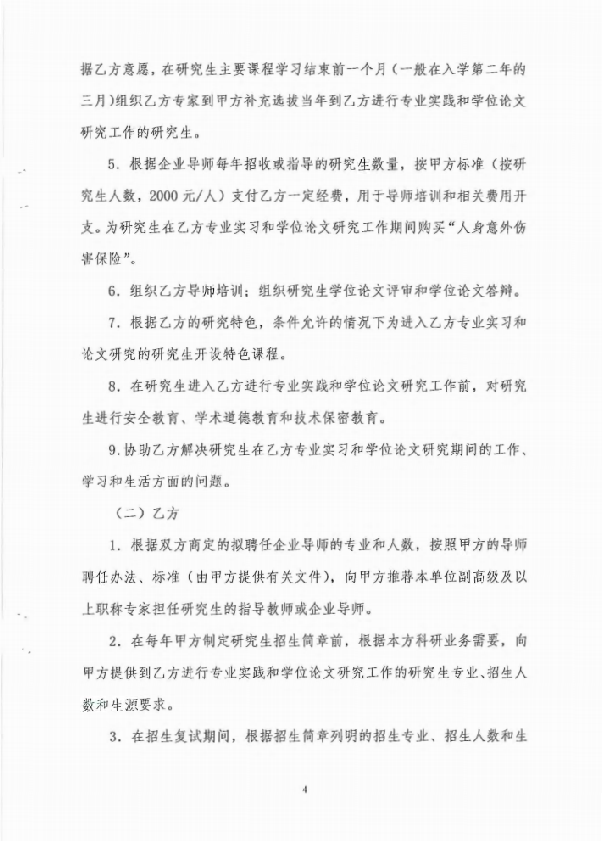 据乙方意愿，在研究生主要课程学习结束前一个月（一般在入学第二年的
三月)组织乙方专家到甲方补充选拔当年到乙方进行专业实践和学位论文
研究工作的研究生。
5. 根据企业导师每年招收或指导的研究生数量，按甲方标准（按研
究生人数，2000 元/人）支付乙方一定经费，用于导师培训和相关费用开
支。为研究生在乙方专业实习和学位论文研究工作期间购买“人身意外伤
害保险”。
6. 组织乙方导师培训；组织研究生学位论文评审和学位论文答辩。
7. 根据乙方的研究特色，条件允许的情况下为进入乙方专业实习和
论文研究的研究生开设特色课程。
8. 在研究生进入乙方进行专业实践和学位论文研究工作前，对研究
生进行安全教育、学术道德教育和技术保密教育。
9.协助乙方解决研究生在乙方专业实习和学位论文研究期间的工作、
学习和生活方面的问题。
（二）乙方
1. 根据双方商定的拟聘任企业导师的专业和人数，按照甲方的导师
聘任办法、标准（由甲方提供有关文件），向甲方推荐本单位副高级及以
上职称专家担任研究生的指导教师或企业导师。
2. 在每年甲方制定研究生招生简章前，根据本方科研业务需要，向
甲方提供到乙方进行专业实践和学位论文研究工作的研究生专业、招生人
数和生源要求。
3. 在招生复试期间，根据招生简章列明的招生专业、招生人数和生
4